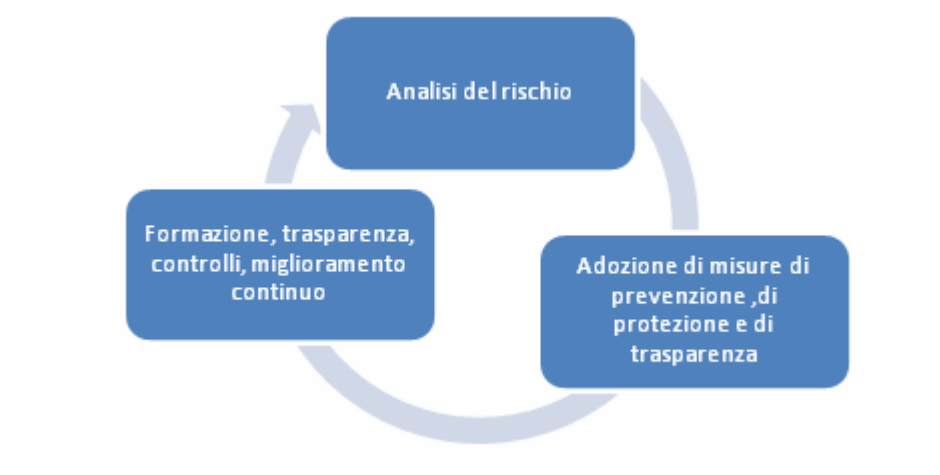 Analisi del rischio
Formazione, trasparenza,
controlli, miglioramento
continuo
Adozione di misure di
prevenzione ,di
protezione e di
trasparenza